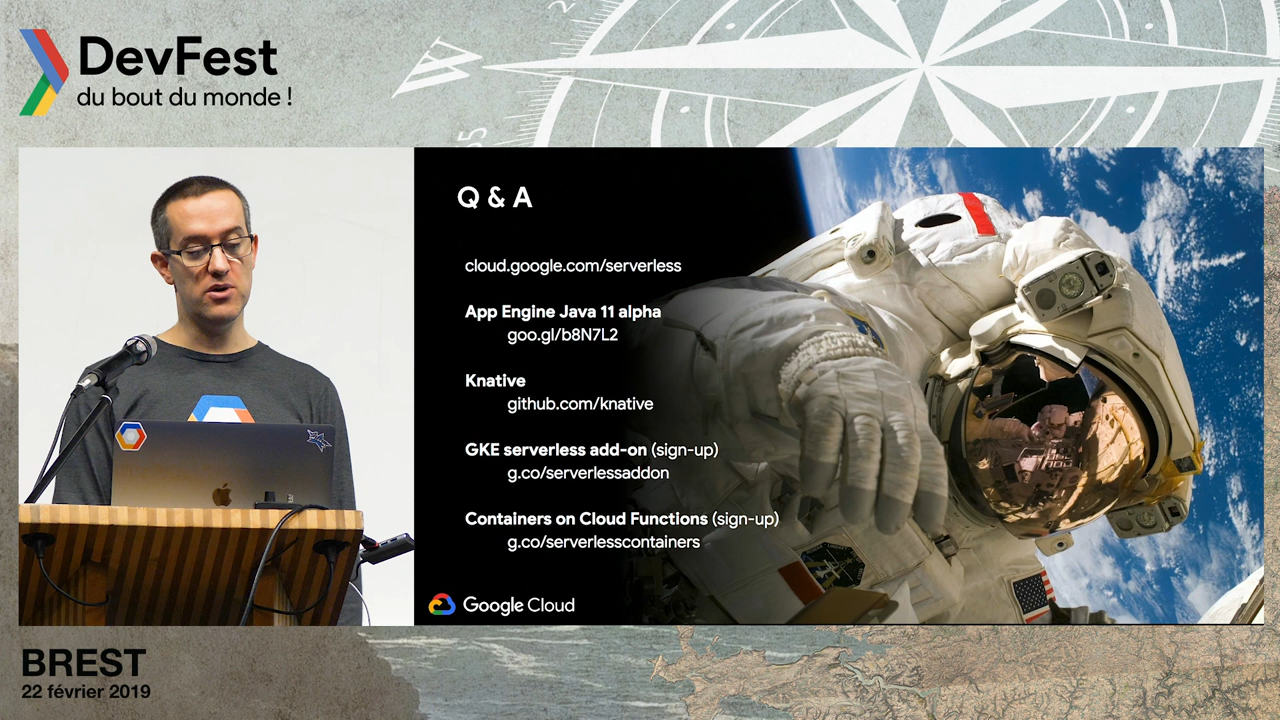 DevFest
du bout du monde !
W
Q & A
cloud.google.com/serverless
App Engine Java 11 alpha
goo.gl/b8N7L2
Knative
github.com/knative
GKE serverless add-on (sign-up)
g.co/serverlessaddon
Containers on Cloud Functions (sign-up)
g.co/serverlesscontainers
Google Cloud
BREST
22 février 2019